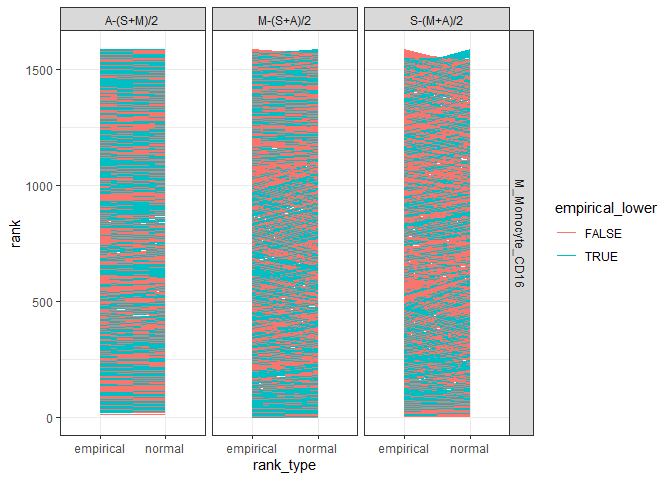 A-(S+M)/2
M-(S+A)/2
S-(M+A)/2
1500
1000
500
0
rank
empirical
normal
empirical
normal
empirical
normal
rank_type
M_Monocyte_CD16
empirical_lower
FALSE
TRUE